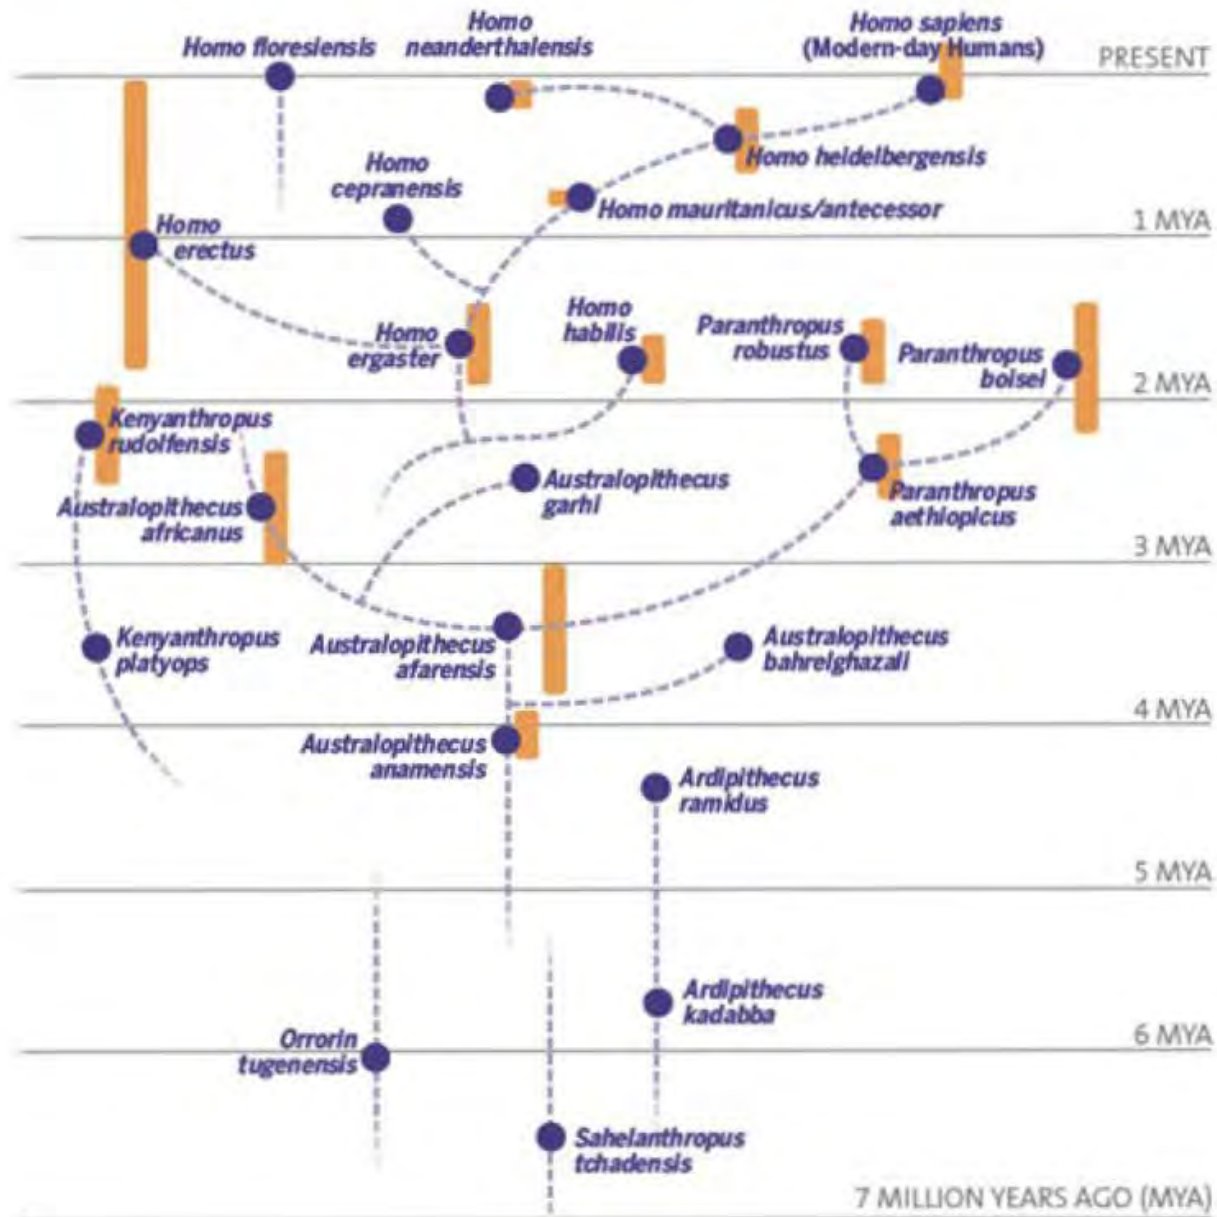 Homo floresiensis
Homo
neanderthalensis
Homo sapiens
(Modern-day Humans)
PRESENT
Homo heidelbergensis
Homo
cepranensis
Homo mauritanicus/antecessor
Homo
erectus
1 MYA
Homo
ergaster
Homo
habilis
Paranthropus
robustus
Paranthropus
boisei
2 MYA
Kenyanthropus
rudolfensis
Australopithecus
africanus
Australopithecus
garhi
Paranthropus
aethiopicus
3 MYA
Kenyanthropus
platyops
Australopithecus
afarensis
Australopithecus
bahrelghazali
4 MYA
Australopithecus
anamensis
Ardipithecus
ramidus
5 MYA
Ardipithecus
kadabba
Orrorin
tugenensis
6 MYA
Sahelanthropus
tchadensis
7 MILLION YEARS AGO (MYA)